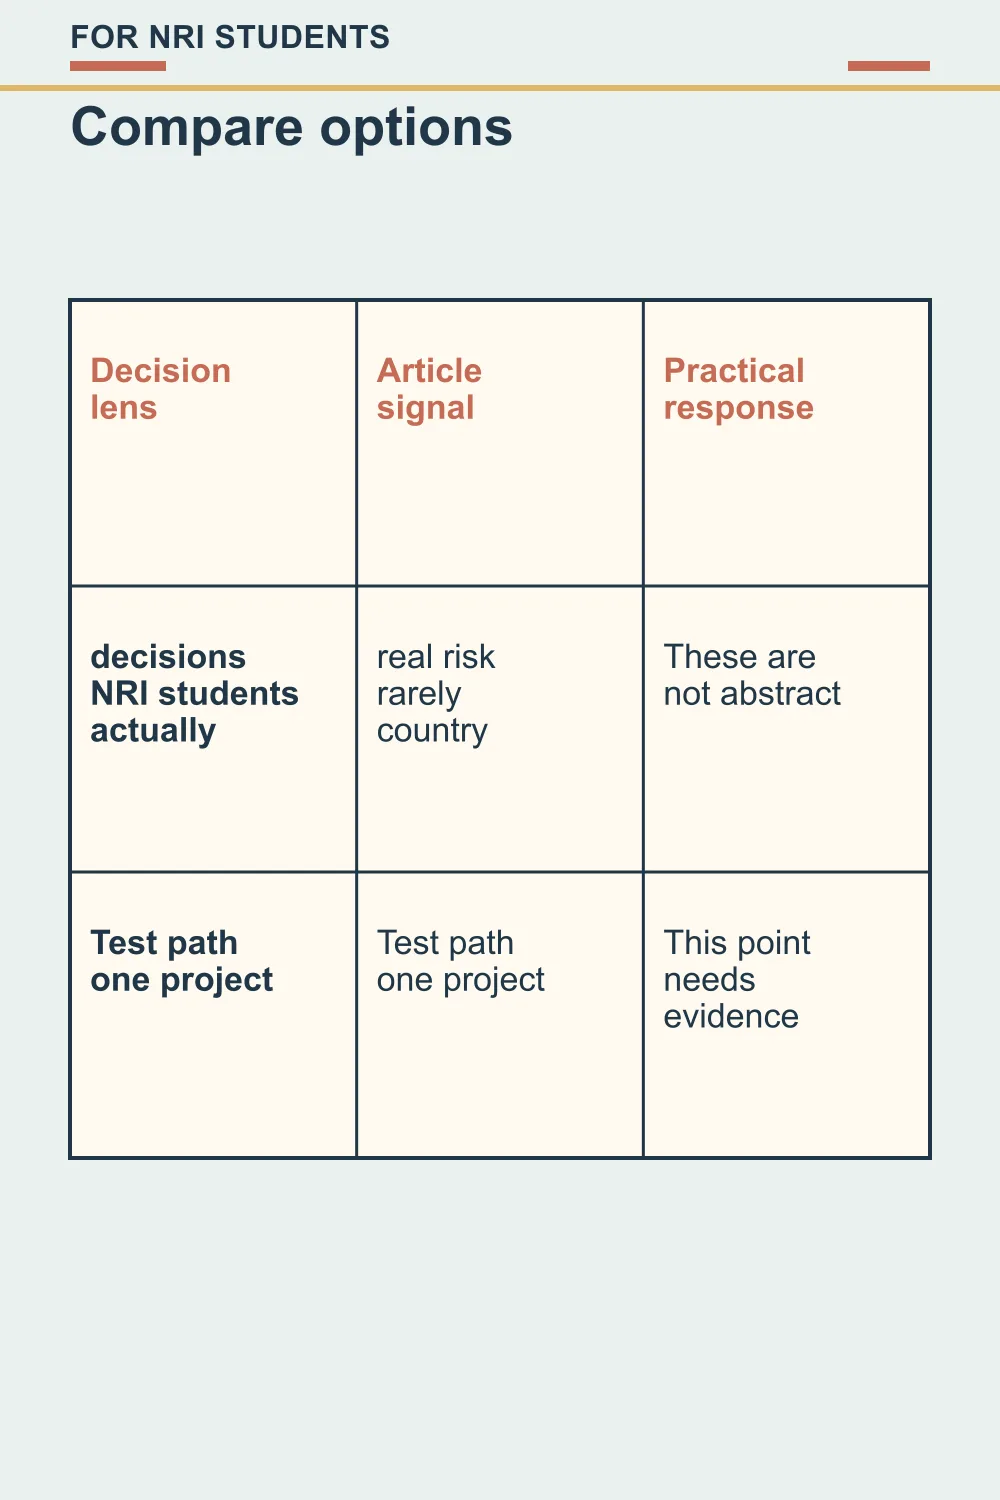 FOR NRI STUDENTS
Compare options
Decision
lens
Article
signal
Practical
response
decisions
NRI students
actually
real risk
rarely
country
These are
not abstract
Test path
one project
Test path
one project
This point
needs
evidence